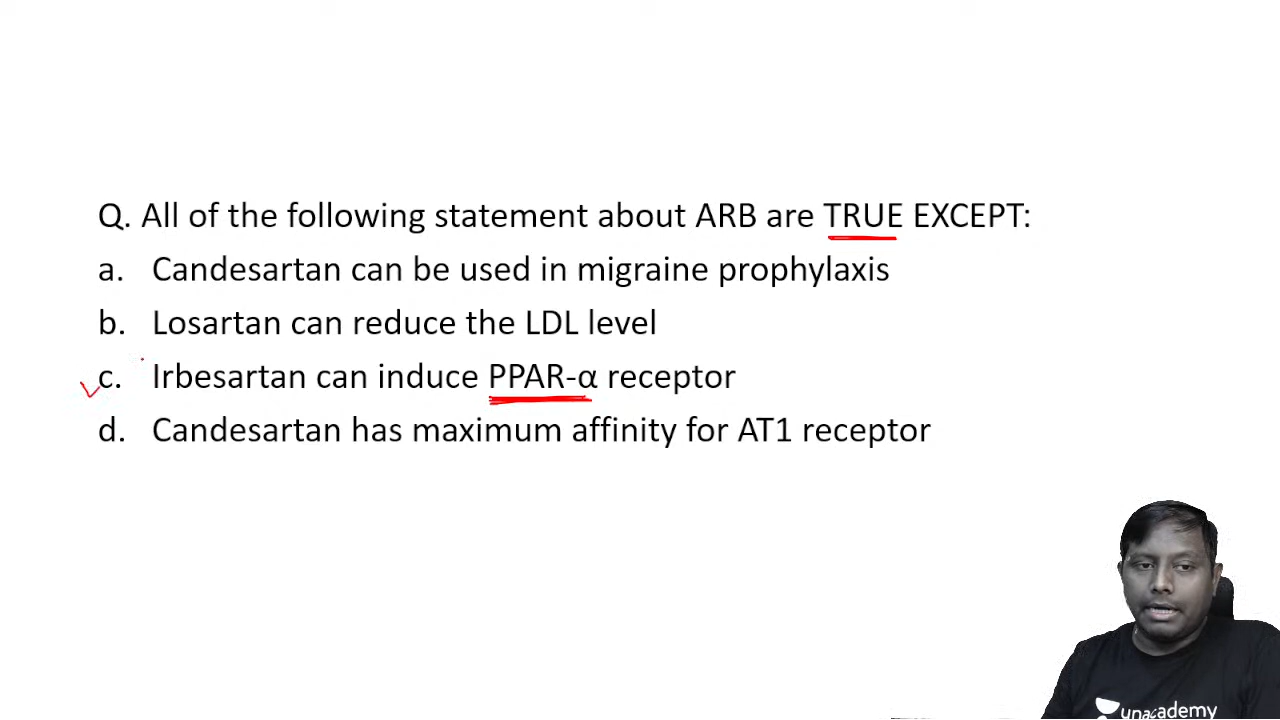 Q. All of the following statement about ARB are TRUE EXCEPT:
a. Candesartan can be used in migraine prophylaxis
b. Losartan can reduce the LDL level
c. Irbesartan can induce PPAR-α receptor
d. Candesartan has maximum affinity for AT1 receptor
unacademy